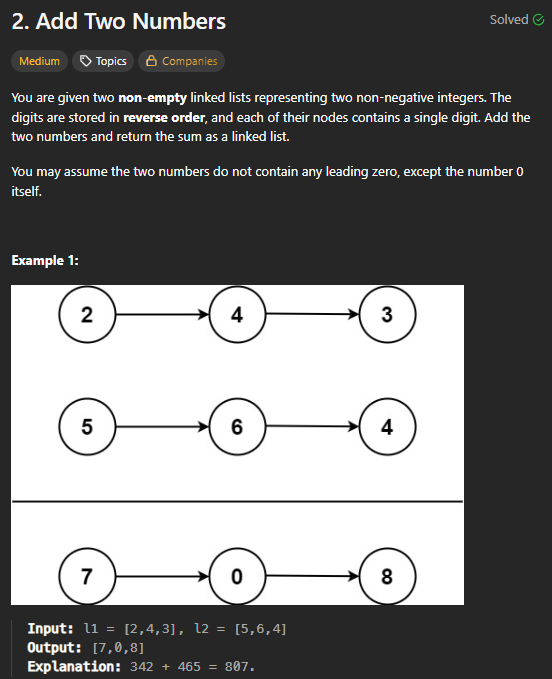 2. Add Two Numbers
Solved
Medium
Topics
Companies
You are given two non-empty linked lists representing two non-negative integers. The
digits are stored in reverse order, and each of their nodes contains a single digit. Add the
two numbers and return the sum as a linked list.
You may assume the two numbers do not contain any leading zero, except the number 0
itself.
Example 1:
2 4 3
5 6 4
7 0 8
Input: l1 = [2,4,3], l2 = [5,6,4]
Output: [7,0,8]
Explanation: 342 + 465 = 807.